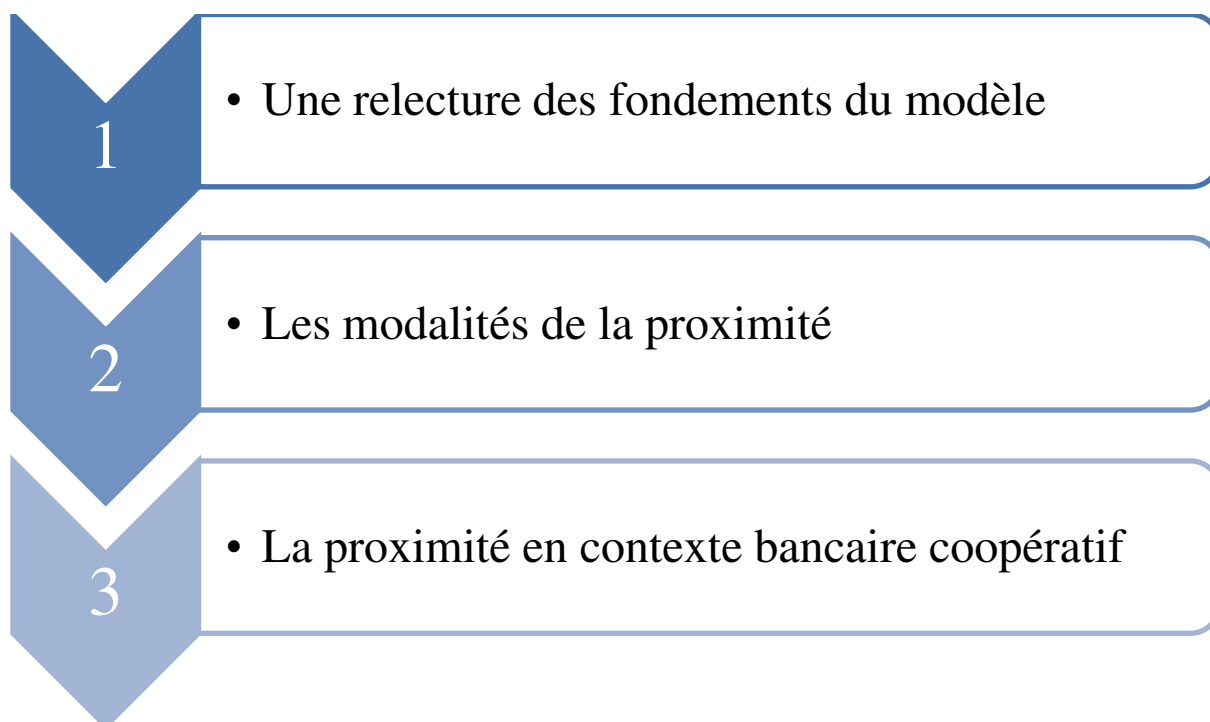 1
• Une relecture des fondements du modèle
2
• Les modalités de la proximité
3
• La proximité en contexte bancaire coopératif